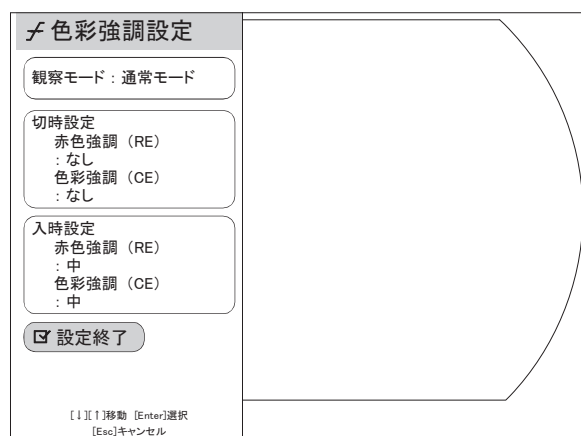 色彩強調設定
観察モード：通常モード
切時設定
赤色強調（RE）
：なし
色彩強調（CE）
：なし
入時設定
赤色強調（RE）
：中
色彩強調（CE）
：中
設定終了
[↓][↑]移動 [Enter]選択
[Esc]キャンセル